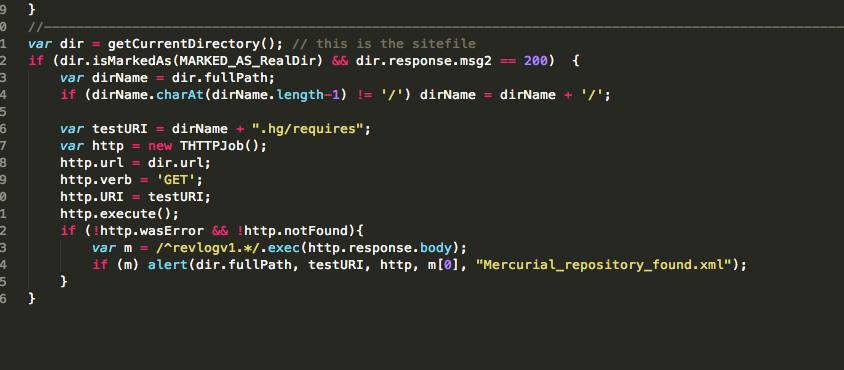 9 }
0 //
1 var dir = getCurrentDirectory(); // this is the sitefile
2 if (dir.isMarkedAs(MARKED_AS_RealDir) && dir.response.msg2 == 200)  {
3     var dirName = dir.fullPath;
4     if (dirName.charAt(dirName.length-1) != '/') dirName = dirName + '/';
5
6     var testURI = dirName + ".hg/requires";
7     var http = new THTTPJob();
8     http.url = dir.url;
9     http.verb = 'GET';
0     http.URI = testURI;
1     http.execute();
2     if (!http.wasError && !http.notFound){
3         var m = /^revlogv1.*/.exec(http.response.body);
4         if (m) alert(dir.fullPath, testURI, http, m[0], "Mercurial_repository_found.xml");
5     }
6 }